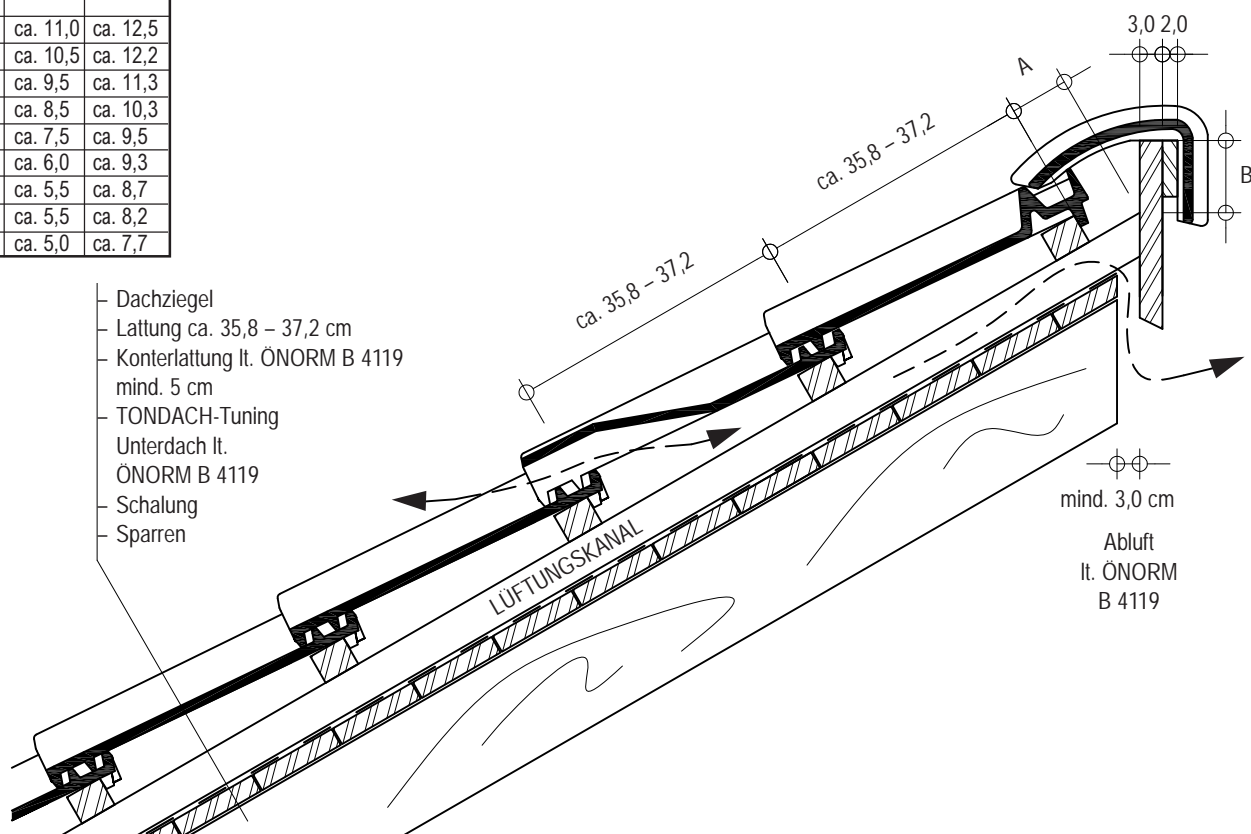 ca. 11,0 ca. 12,5
ca. 10,5 ca. 12,2
ca. 9,5 ca. 11,3
ca. 8,5 ca. 10,3
ca. 7,5 ca. 9,5
ca. 6,0 ca. 9,3
ca. 5,5 ca. 8,7
ca. 5,5 ca. 8,2
ca. 5,0 ca. 7,7
3,0 2,0
A
B
ca. 35,8 – 37,2
ca. 35,8 – 37,2
– Dachziegel
– Lattung ca. 35,8 – 37,2 cm
– Konterlattung lt. ÖNORM B 4119
mind. 5 cm
– TONDACH-Tuning
Unterdach lt.
ÖNORM B 4119
– Schalung
– Sparren
LÜFTUNGSKANAL
mind. 3,0 cm
Abluft
lt. ÖNORM
B 4119